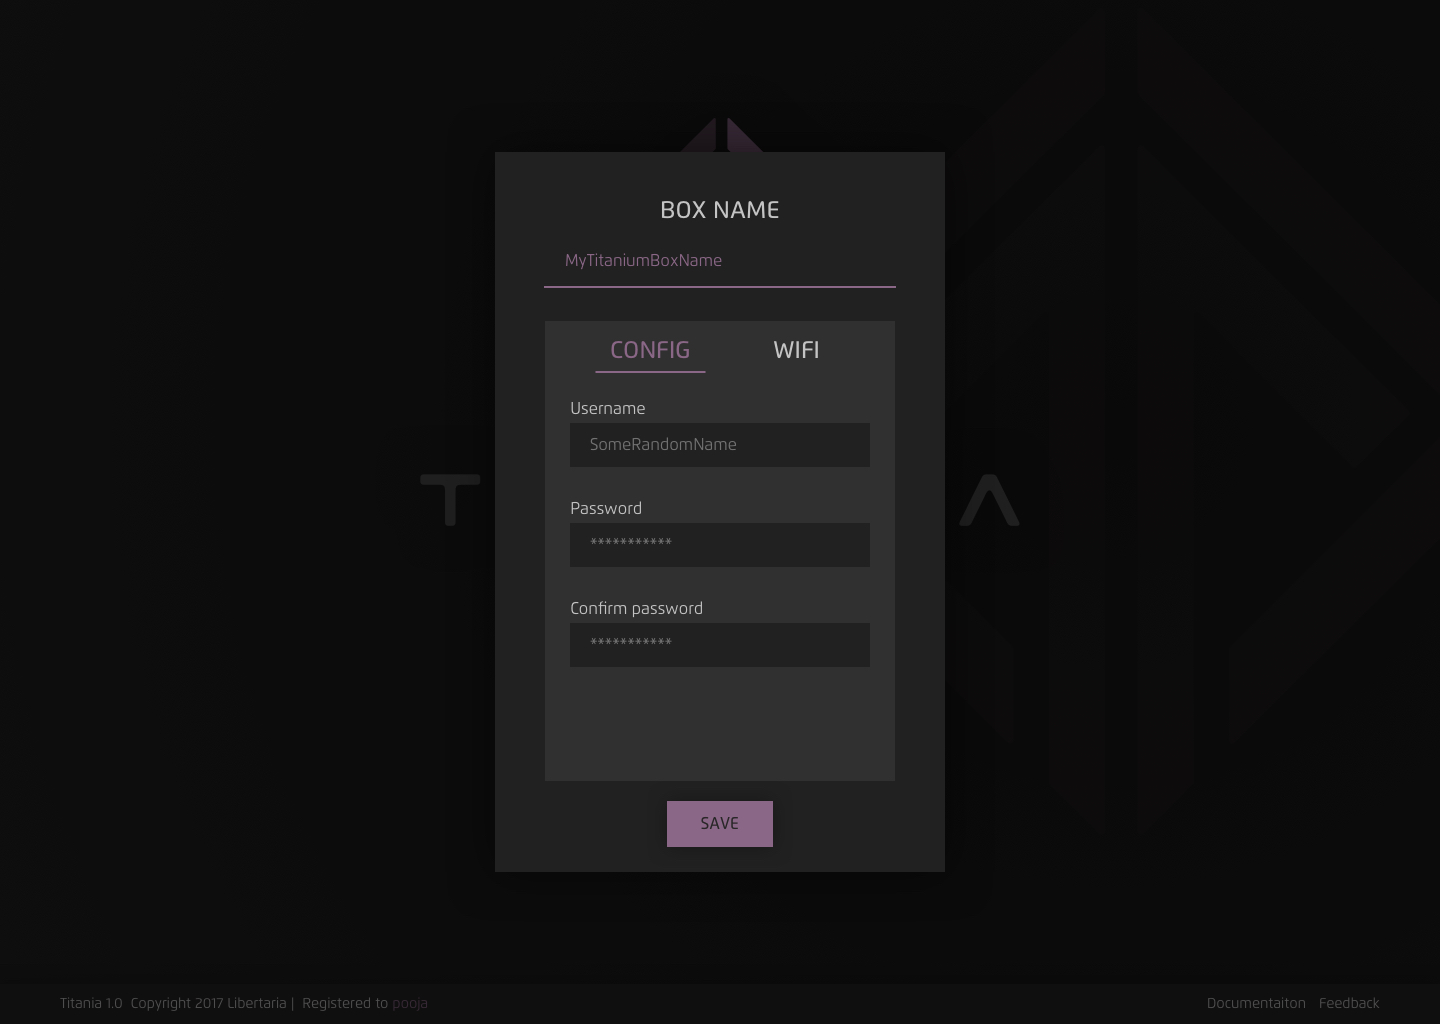 BOX NAME
MyTitaniumBoxName
CONFIG WIFI
Username
SomeRandomName
Password
***********
Confirm password
***********
T A
SAVE
Titania 1.0 Copyright 2017 Libertaria | Registered to pooja
Documentaiton Feedback